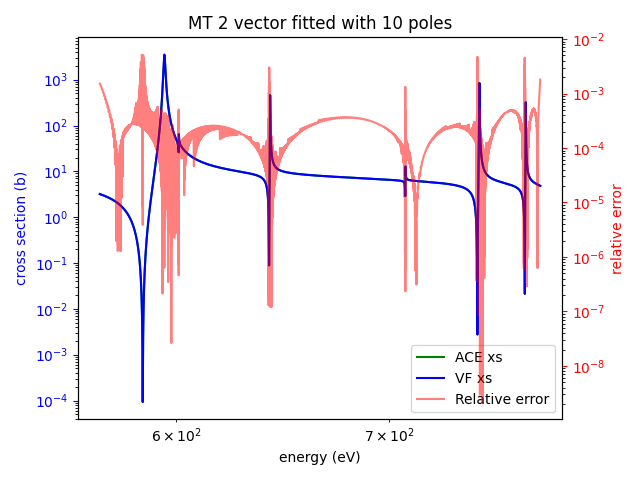 MT 2 vector fitted with 10 poles
cross section (b)
10³
10²
10¹
10⁰
10⁻¹
10⁻²
10⁻³
10⁻⁴
10⁻²
10⁻³
10⁻⁴
10⁻⁵
10⁻⁶
10⁻⁷
10⁻⁸
relative error
ACE xs
VF xs
Relative error
6 × 10² 7 × 10²
energy (eV)